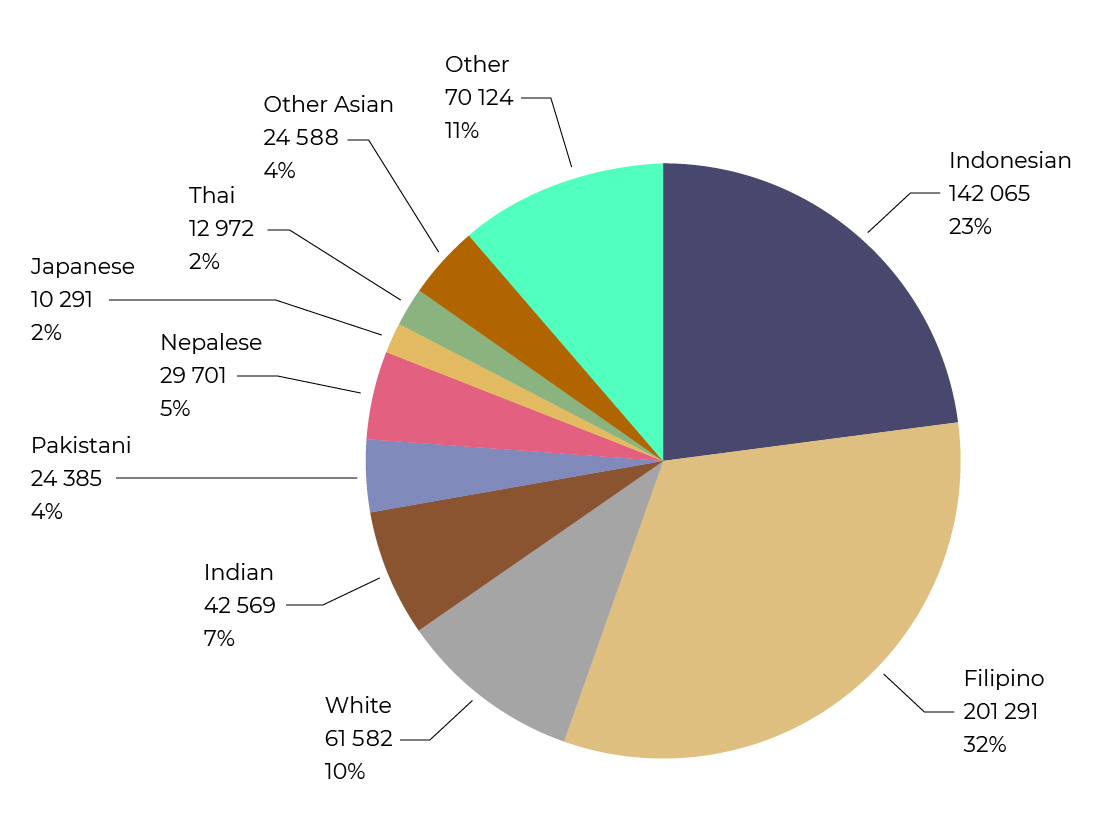 Other
70 124
11%
Other Asian
24 588
4%
Indonesian
142 065
23%
Thai
12 972
2%
Japanese
10 291
2%
Nepalese
29 701
5%
Pakistani
24 385
4%
Indian
42 569
7%
Filipino
201 291
32%
White
61 582
10%